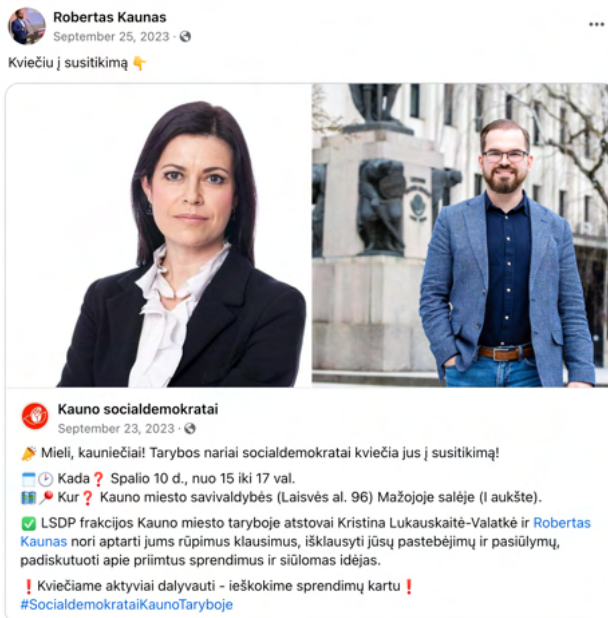 Robertas Kaunas
September 25, 2023 ·
Kviečiu į susitikimą 👇
Kauno socialdemokratai
September 23, 2023 ·
🎉 Mieli, kauniečiai! Tarybos nariai socialdemokratai kviečia jus į susitikimą!
🗓️🕑 Kada❓ Spalio 10 d., nuo 15 iki 17 val.
🗺️📍 Kur❓ Kauno miesto savivaldybės (Laisvės al. 96) Mažojoje salėje (I aukšte).
✅ LSDP frakcijos Kauno miesto taryboje atstovai Kristina Lukauskaitė-Valatkė ir Robertas
Kaunas nori aptarti jums rūpimus klausimus, išklausyti jūsų pastebėjimų ir pasiūlymų,
padiskutuoti apie priimtus sprendimus ir siūlomas idėjas.
❗Kviečiame aktyviai dalyvauti - ieškokime sprendimų kartu❗
#SocialdemokrataiKaunoTaryboje